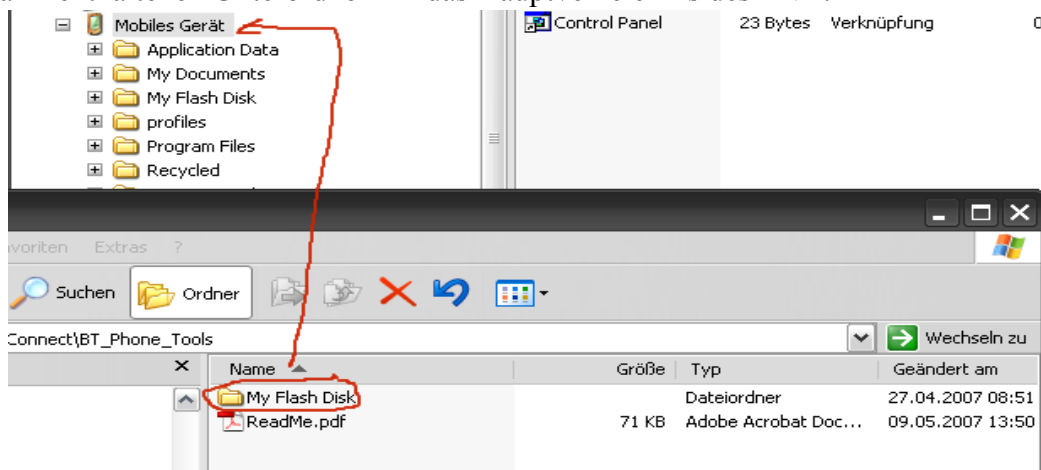 Mobiles Gerät
Control Panel 23 Bytes Verknüpfung
Application Data
My Documents
My Flash Disk
profiles
Program Files
Recycled
Extras ?
Suchen Ordner
Connect\BT_Phone_Tools Wechseln zu
Name Größe Typ Geändert am
My Flash Disk Dateiordner 27.04.2007 08:51
ReadMe.pdf 71 KB Adobe Acrobat Doc... 09.05.2007 13:50